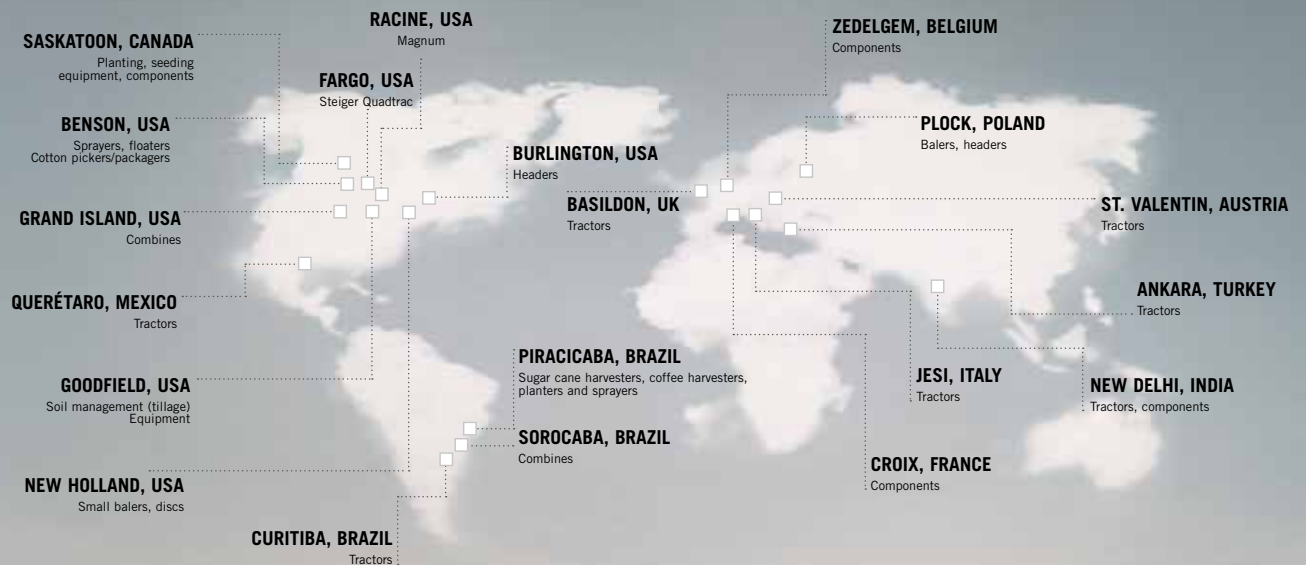 RACINE, USA
Magnum
SASKATOON, CANADA
Planting, seeding
equipment, components
FARGO, USA
Steiger Quadtrac
BENSON, USA
Sprayers, floaters
Cotton pickers/packagers
BURLINGTON, USA
Headers
GRAND ISLAND, USA
Combines
QUERÉTARO, MEXICO
Tractors
GOODFIELD, USA
Soil management (tillage)
Equipment
NEW HOLLAND, USA
Small balers, discs
CURITIBA, BRAZIL
Tractors
PIRACICABA, BRAZIL
Sugar cane harvesters, coffee harvesters,
planters and sprayers
SOROCABA, BRAZIL
Combines
ZEDELGEM, BELGIUM
Components
PLOCK, POLAND
Balers, headers
BASILDON, UK
Tractors
ST. VALENTIN, AUSTRIA
Tractors
ANKARA, TURKEY
Tractors
JESI, ITALY
Tractors
NEW DELHI, INDIA
Tractors, components
CROIX, FRANCE
Components